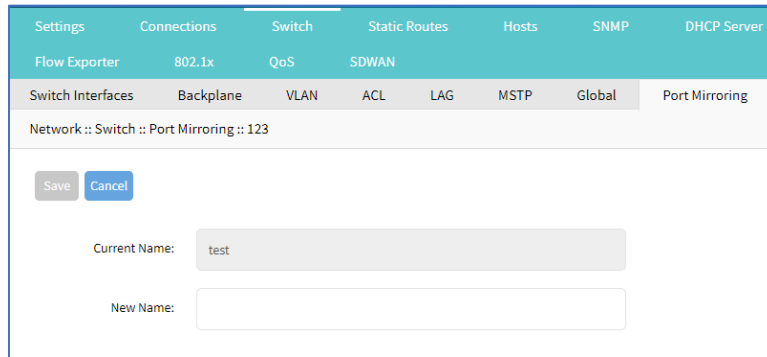 Settings Connections Switch Static Routes Hosts SNMP DHCP Server
Flow Exporter 802.1x QoS SDWAN
Switch Interfaces Backplane VLAN ACL LAG MSTP Global Port Mirroring
Network :: Switch :: Port Mirroring :: 123
Save Cancel
Current Name: test
New Name: